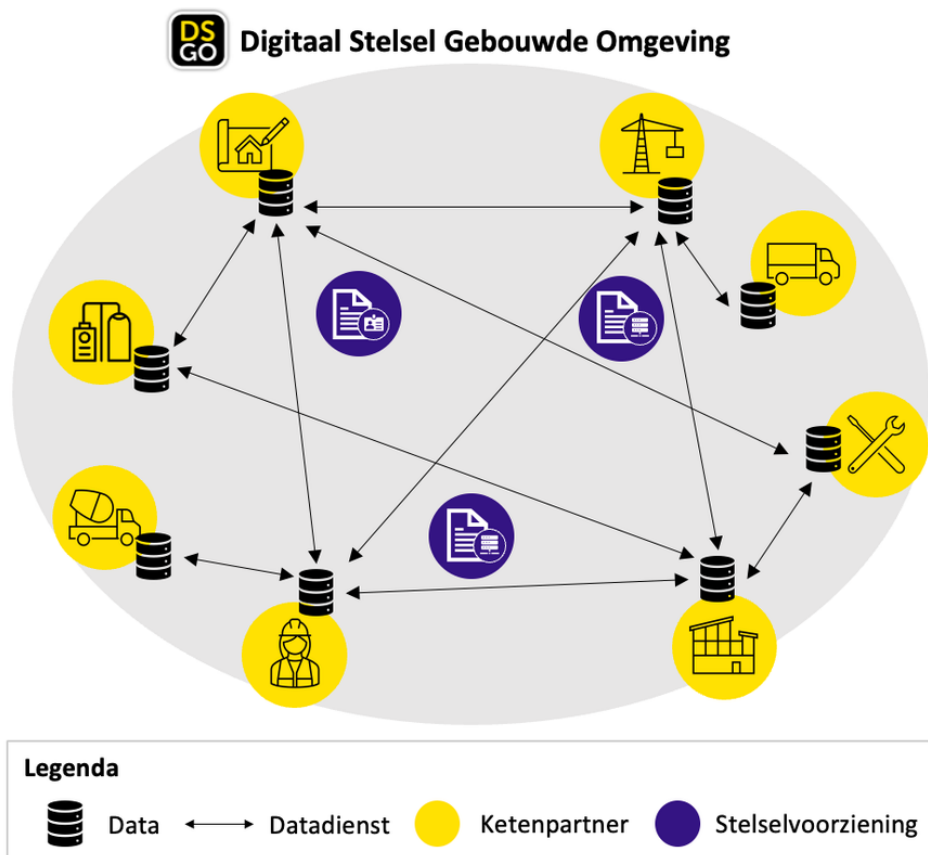 DS
GO
Digitaal Stelsel Gebouwde Omgeving
Legenda
Data
Datadienst
Ketenpartner
Stelselvoorziening